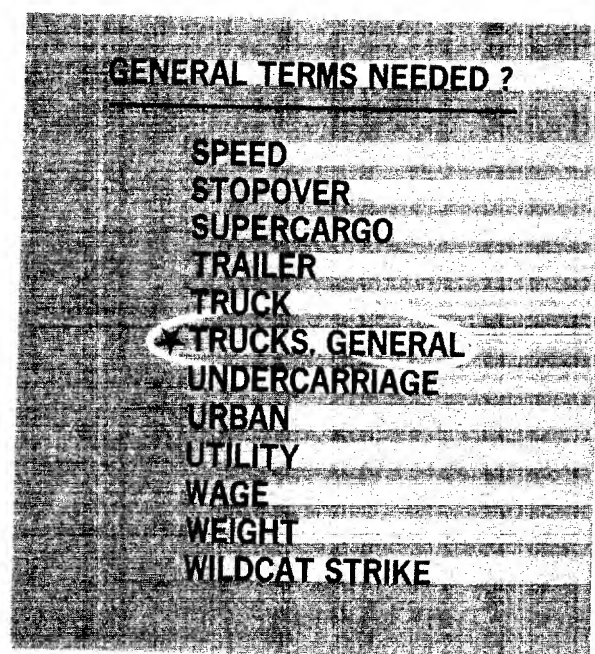 GENERAL TERMS NEEDED ?
SPEED
STOPOVER
SUPERCARGO
TRAILER
TRUCK
★ TRUCKS, GENERAL
UNDERCARRIAGE
URBAN
UTILITY
WAGE
WEIGHT
WILDCAT STRIKE